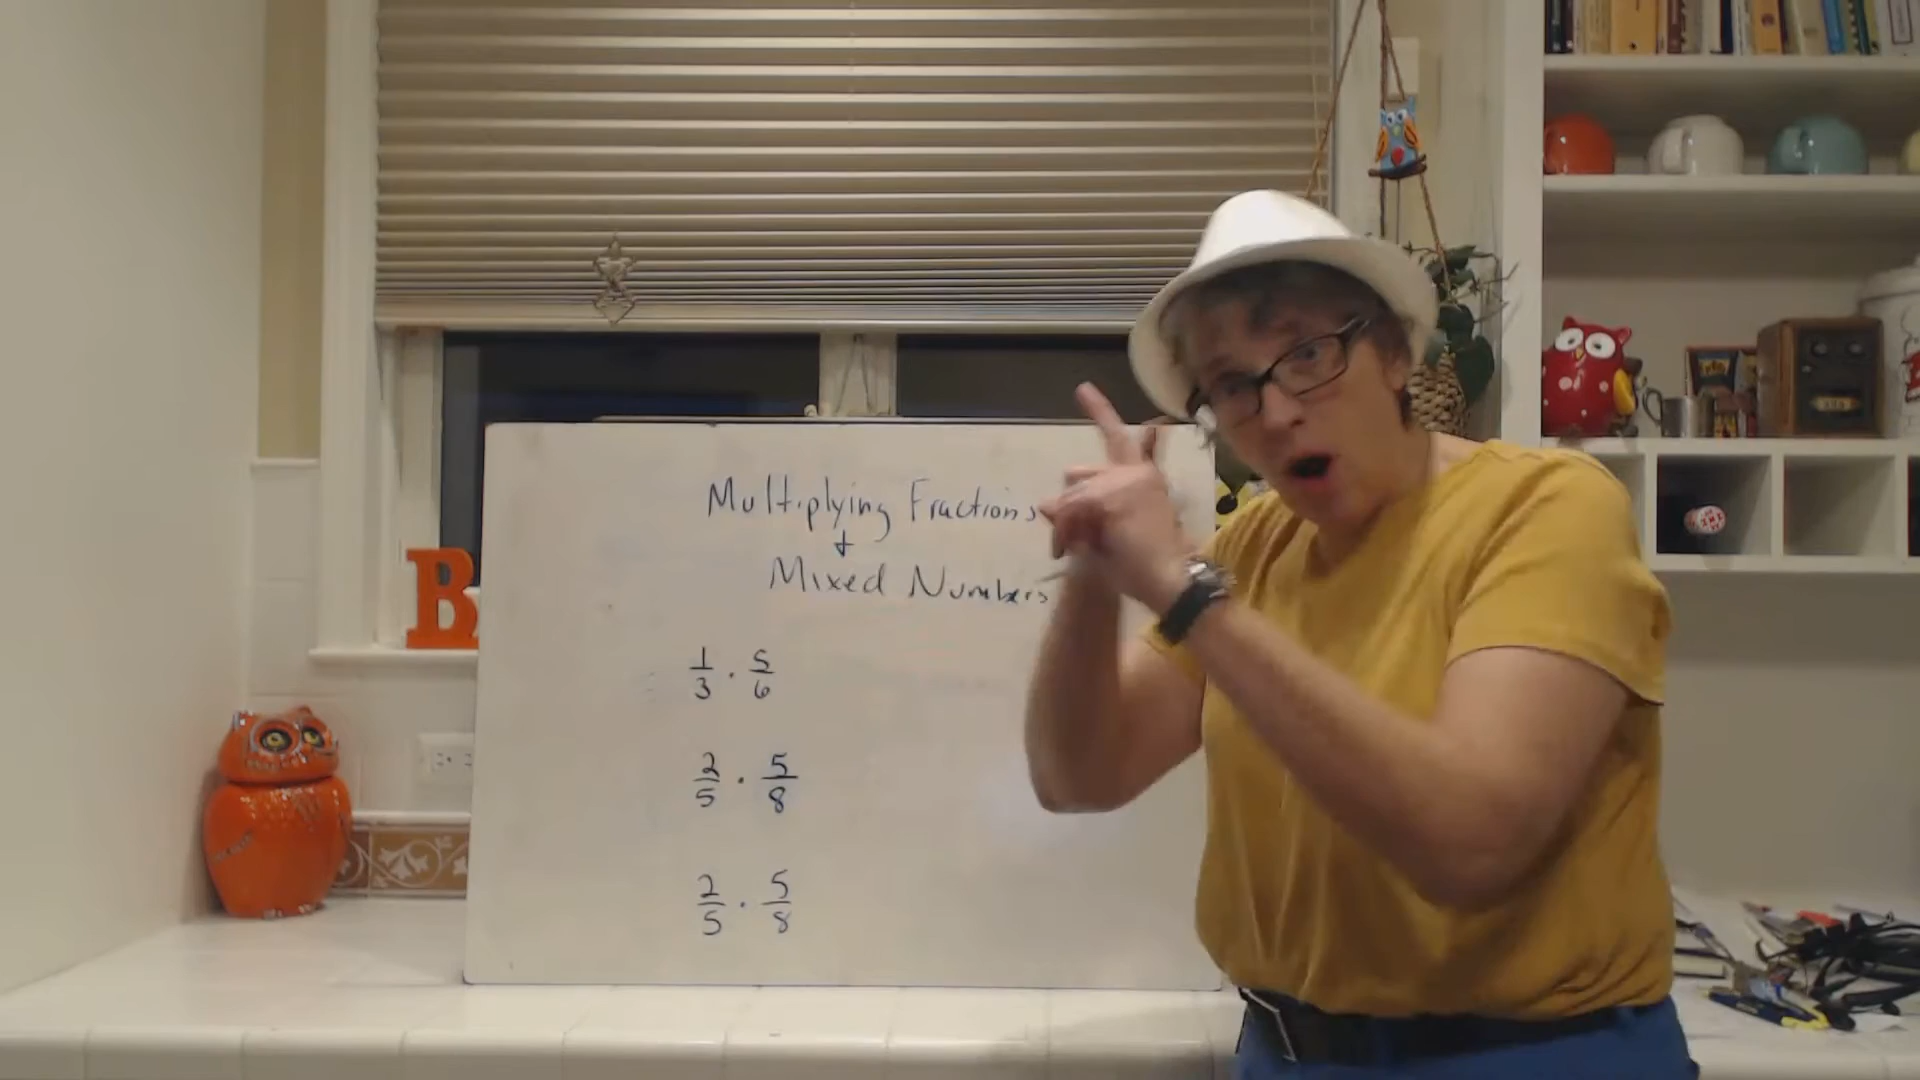 Multiplying Fractions
+
Mixed Numbers
1/3 · 5/6
2/5 · 5/8
2/5 · 5/8
B